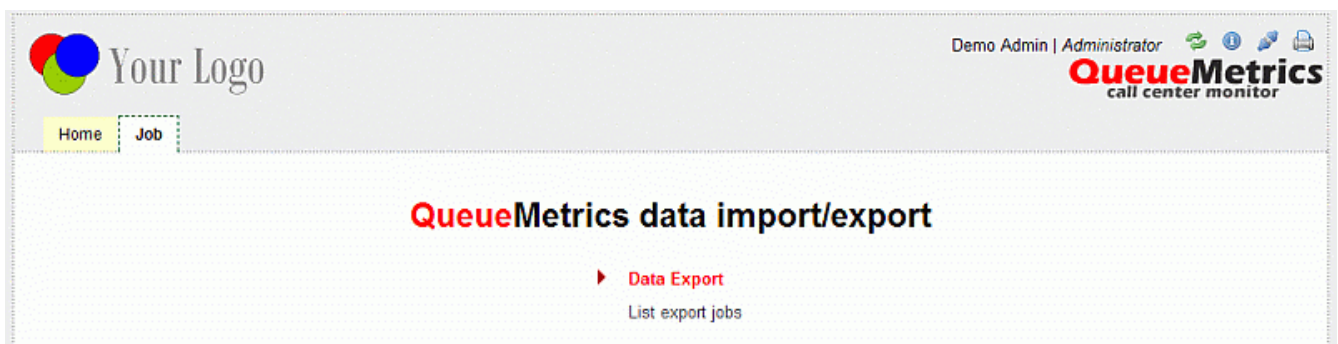 Your Logo
Demo Admin | Administrator
QueueMetrics
call center monitor
Home
Job
QueueMetrics data import/export
Data Export
List export jobs